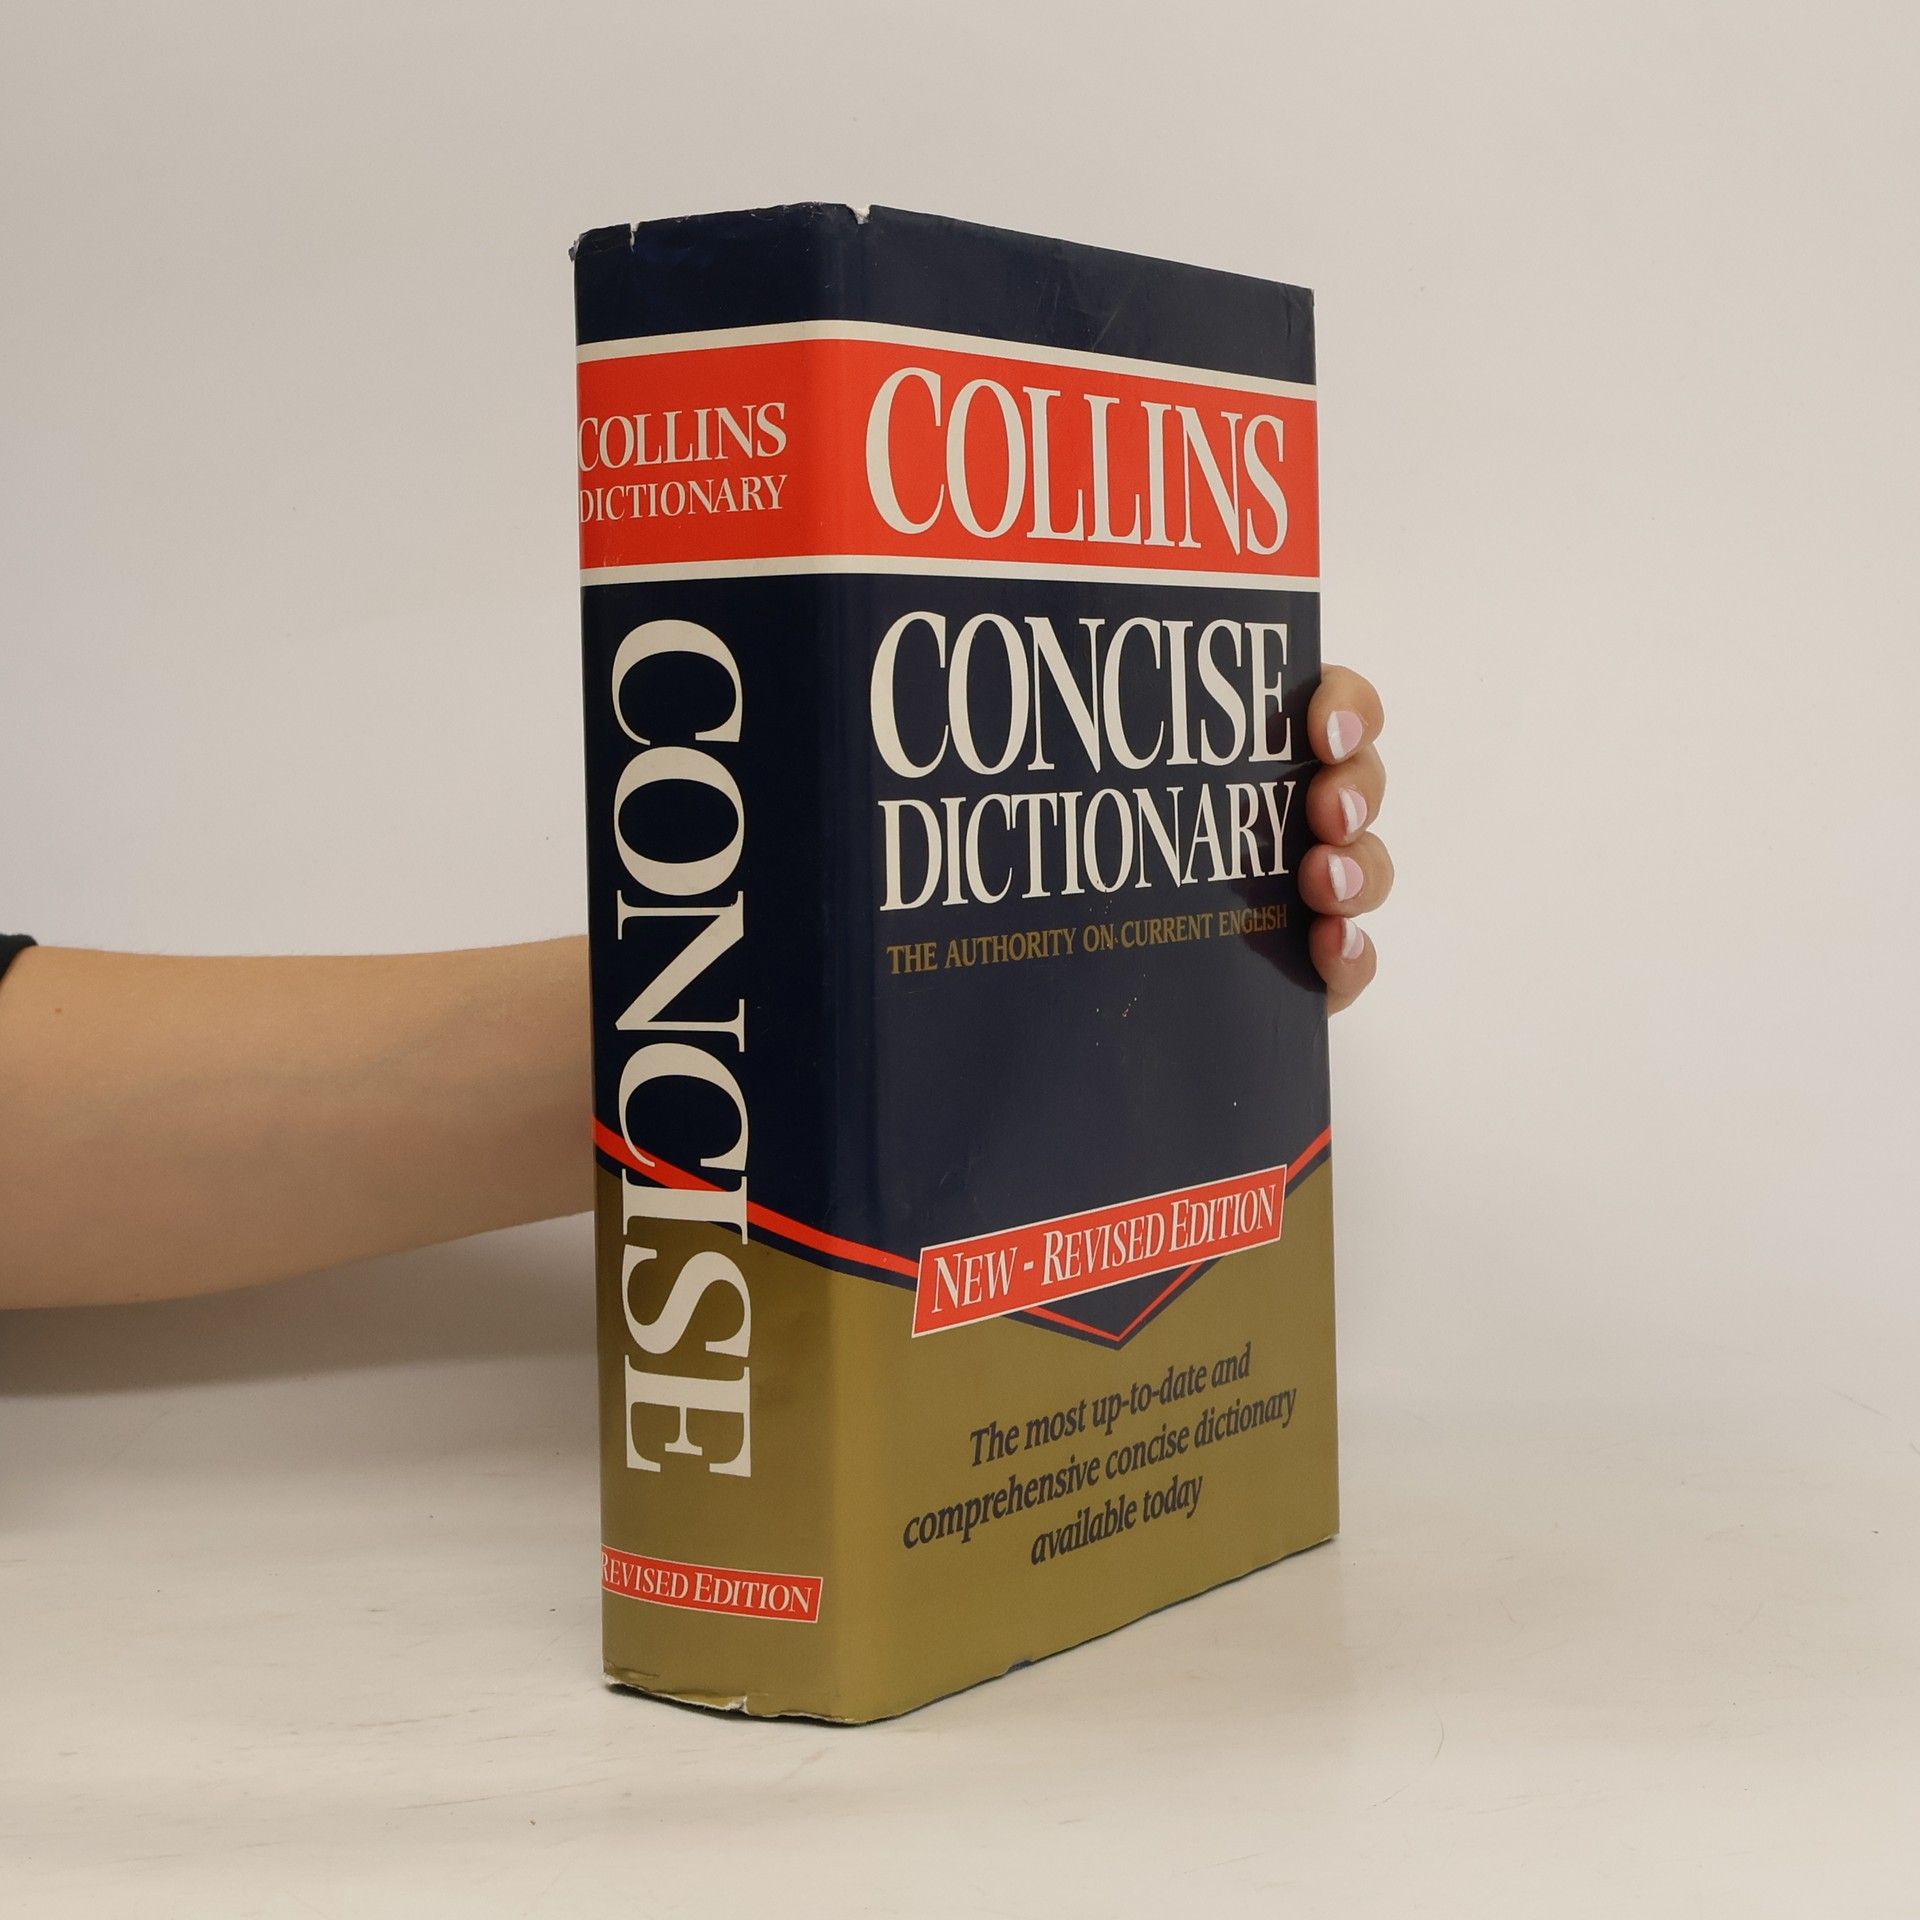 COLLINS
DICTIONARY
CONCISE
REVISED EDITION
COLLINS
CONCISE
DICTIONARY
THE AUTHORITY ON CURRENT ENGLISH
NEW - REVISED EDITION
The most up-to-date and
comprehensive concise dictionary
available today